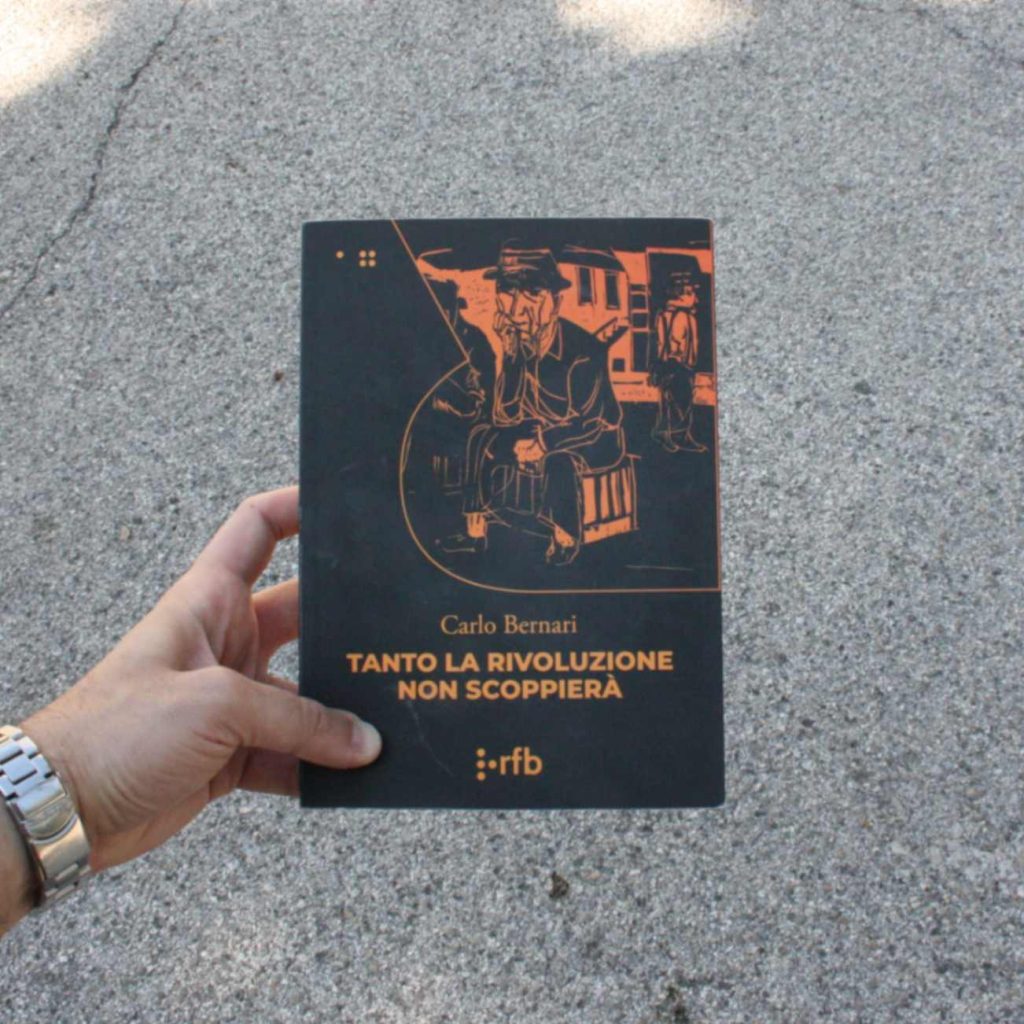 Carlo Bernari
TANTO LA RIVOLUZIONE
NON SCOPPIERÀ
rfb